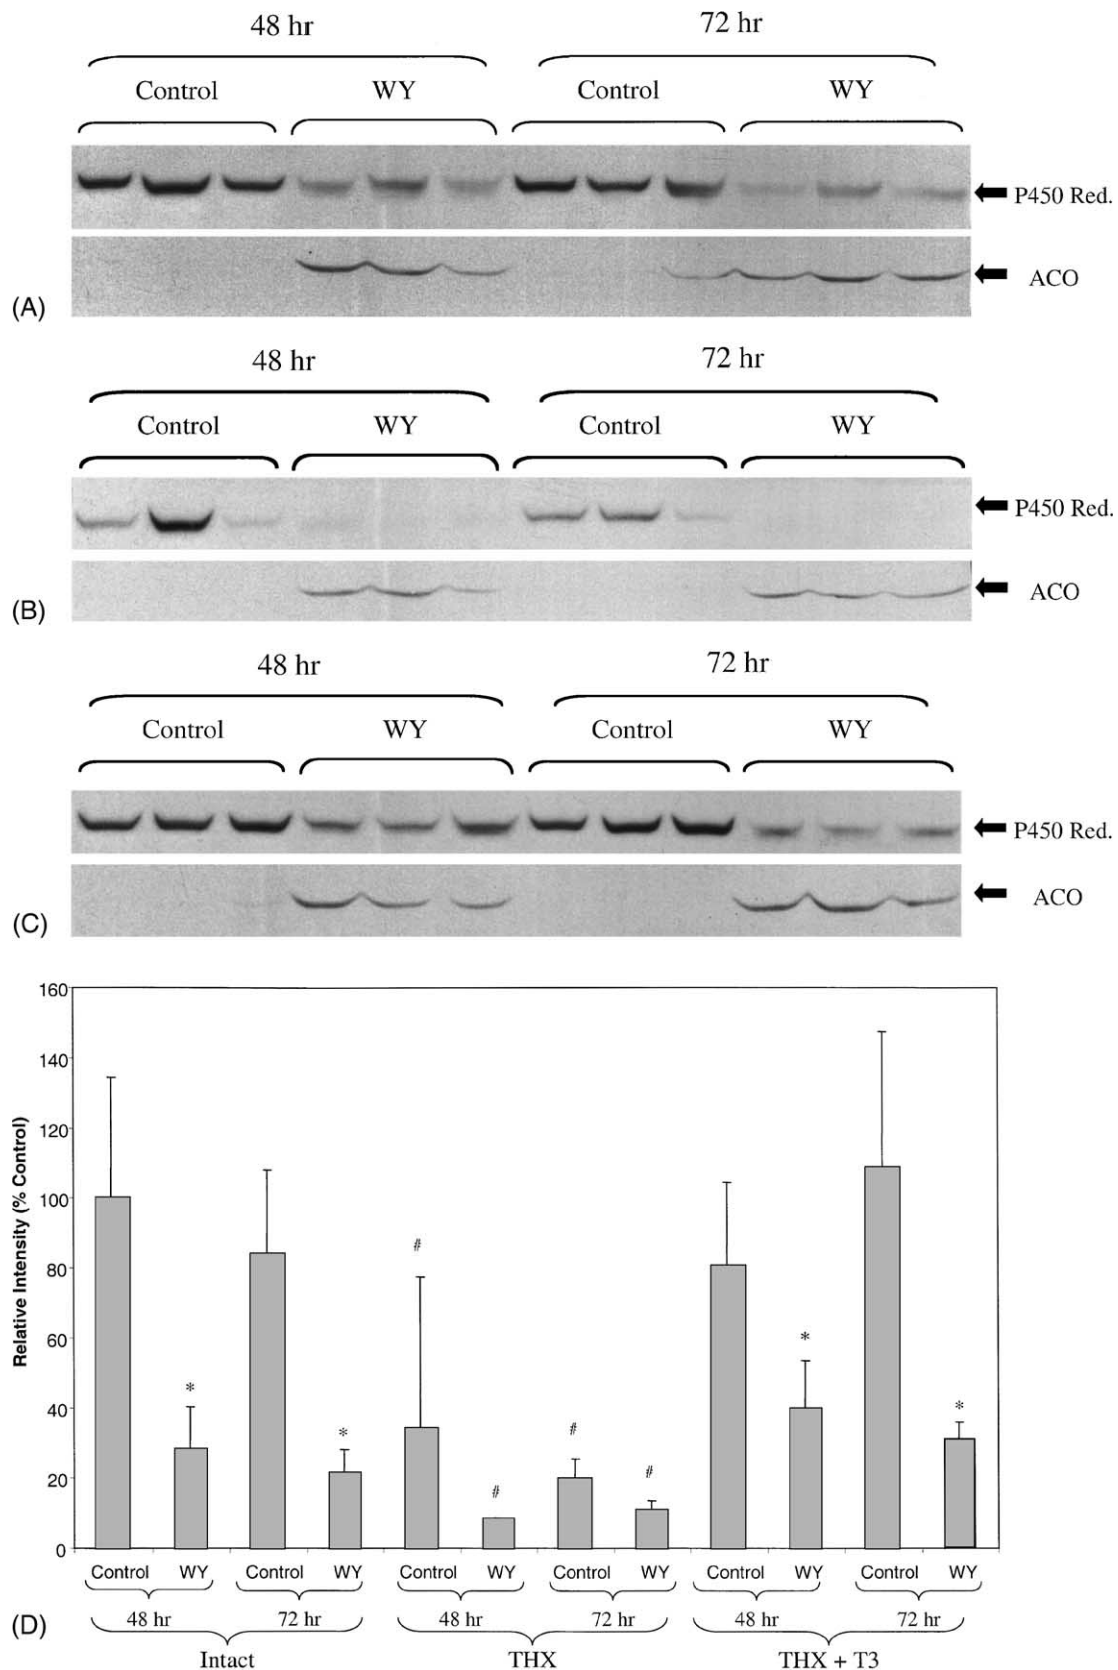 48 hr 72 hr
Control WY Control WY
P450 Red.
ACO
(A)
48 hr 72 hr
Control WY Control WY
P450 Red.
ACO
(B)
48 hr 72 hr
Control WY Control WY
P450 Red.
ACO
(C)
Relative Intensity (% Control)
160
140
120
100
80
60
40
20
0
* * # # # # * *
Control WY Control WY Control WY Control WY Control WY Control WY
48 hr 72 hr 48 hr 72 hr 48 hr 72 hr
(D)
Intact THX THX + T3